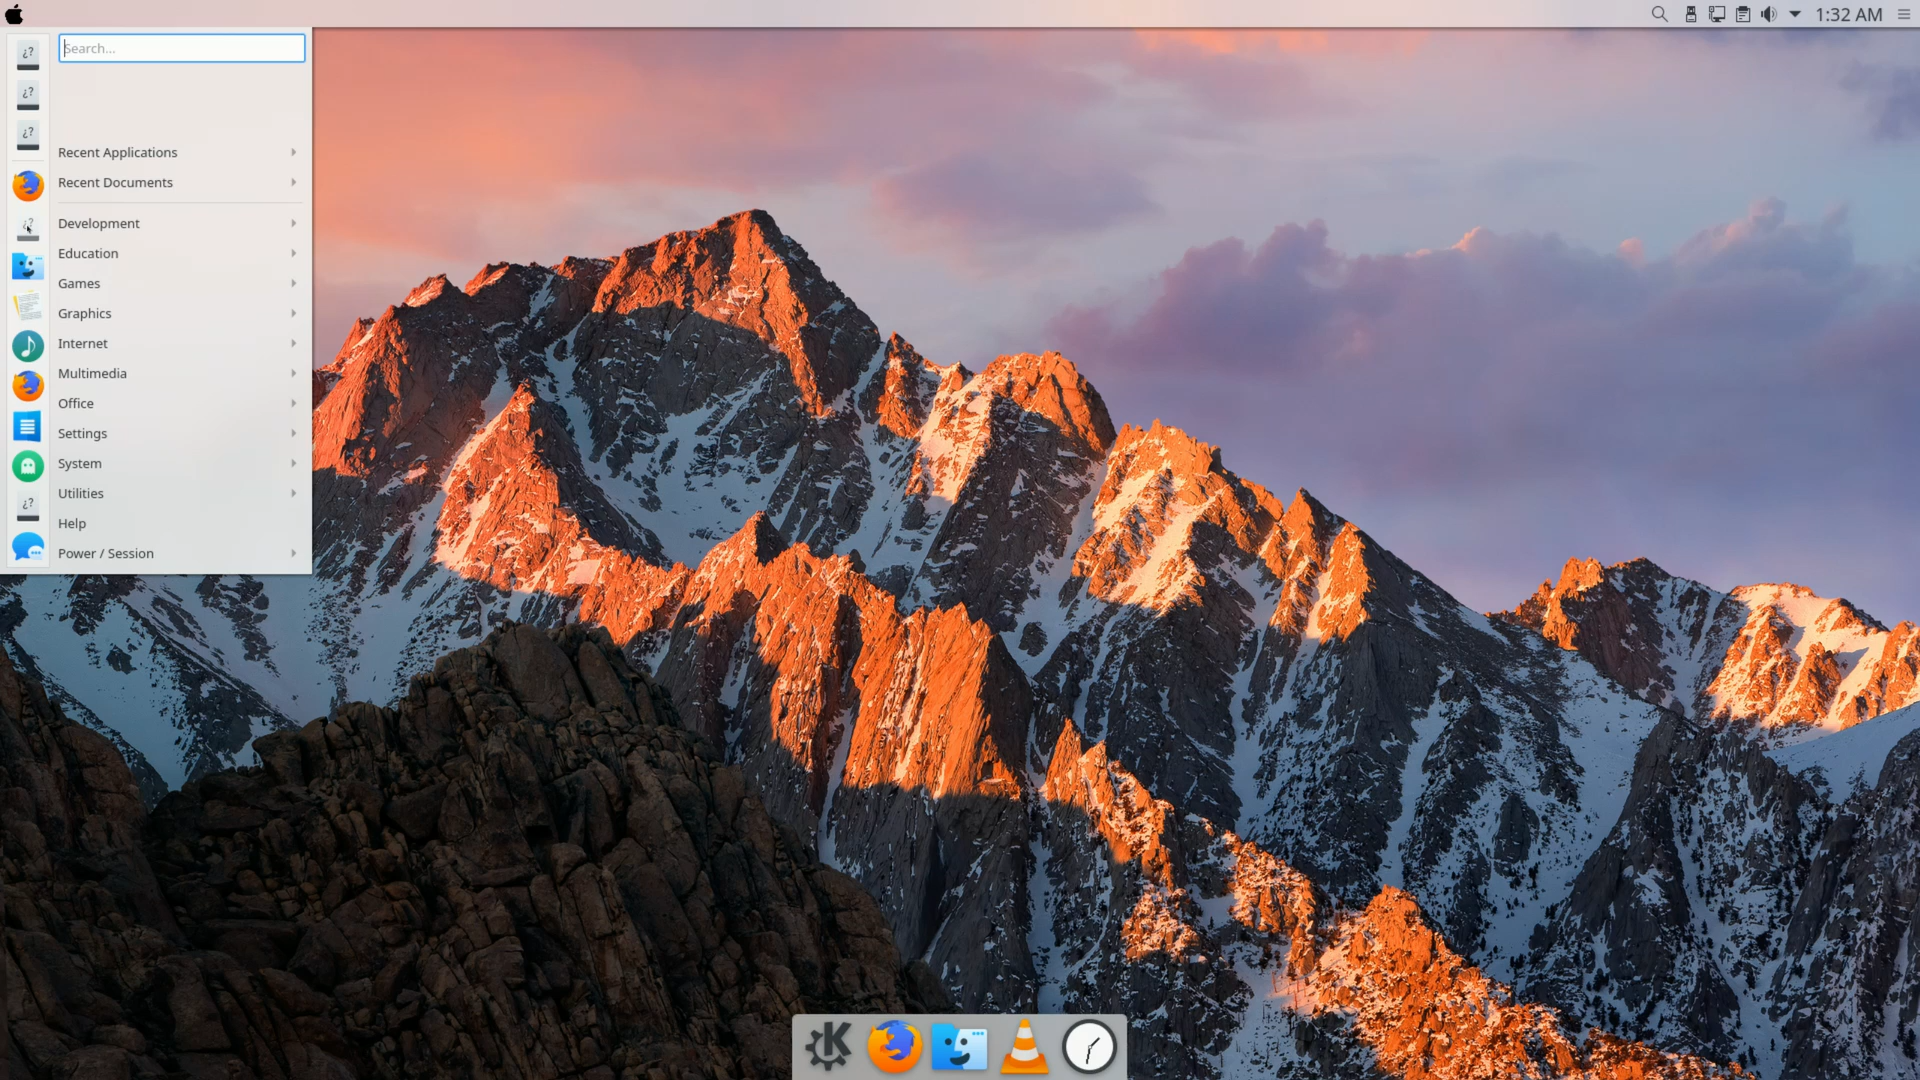 1:32 AM
Search...
Recent Applications
Recent Documents
Development
Education
Games
Graphics
Internet
Multimedia
Office
Settings
System
Utilities
Help
Power / Session
¿?
¿?
¿?
¿?
¿?